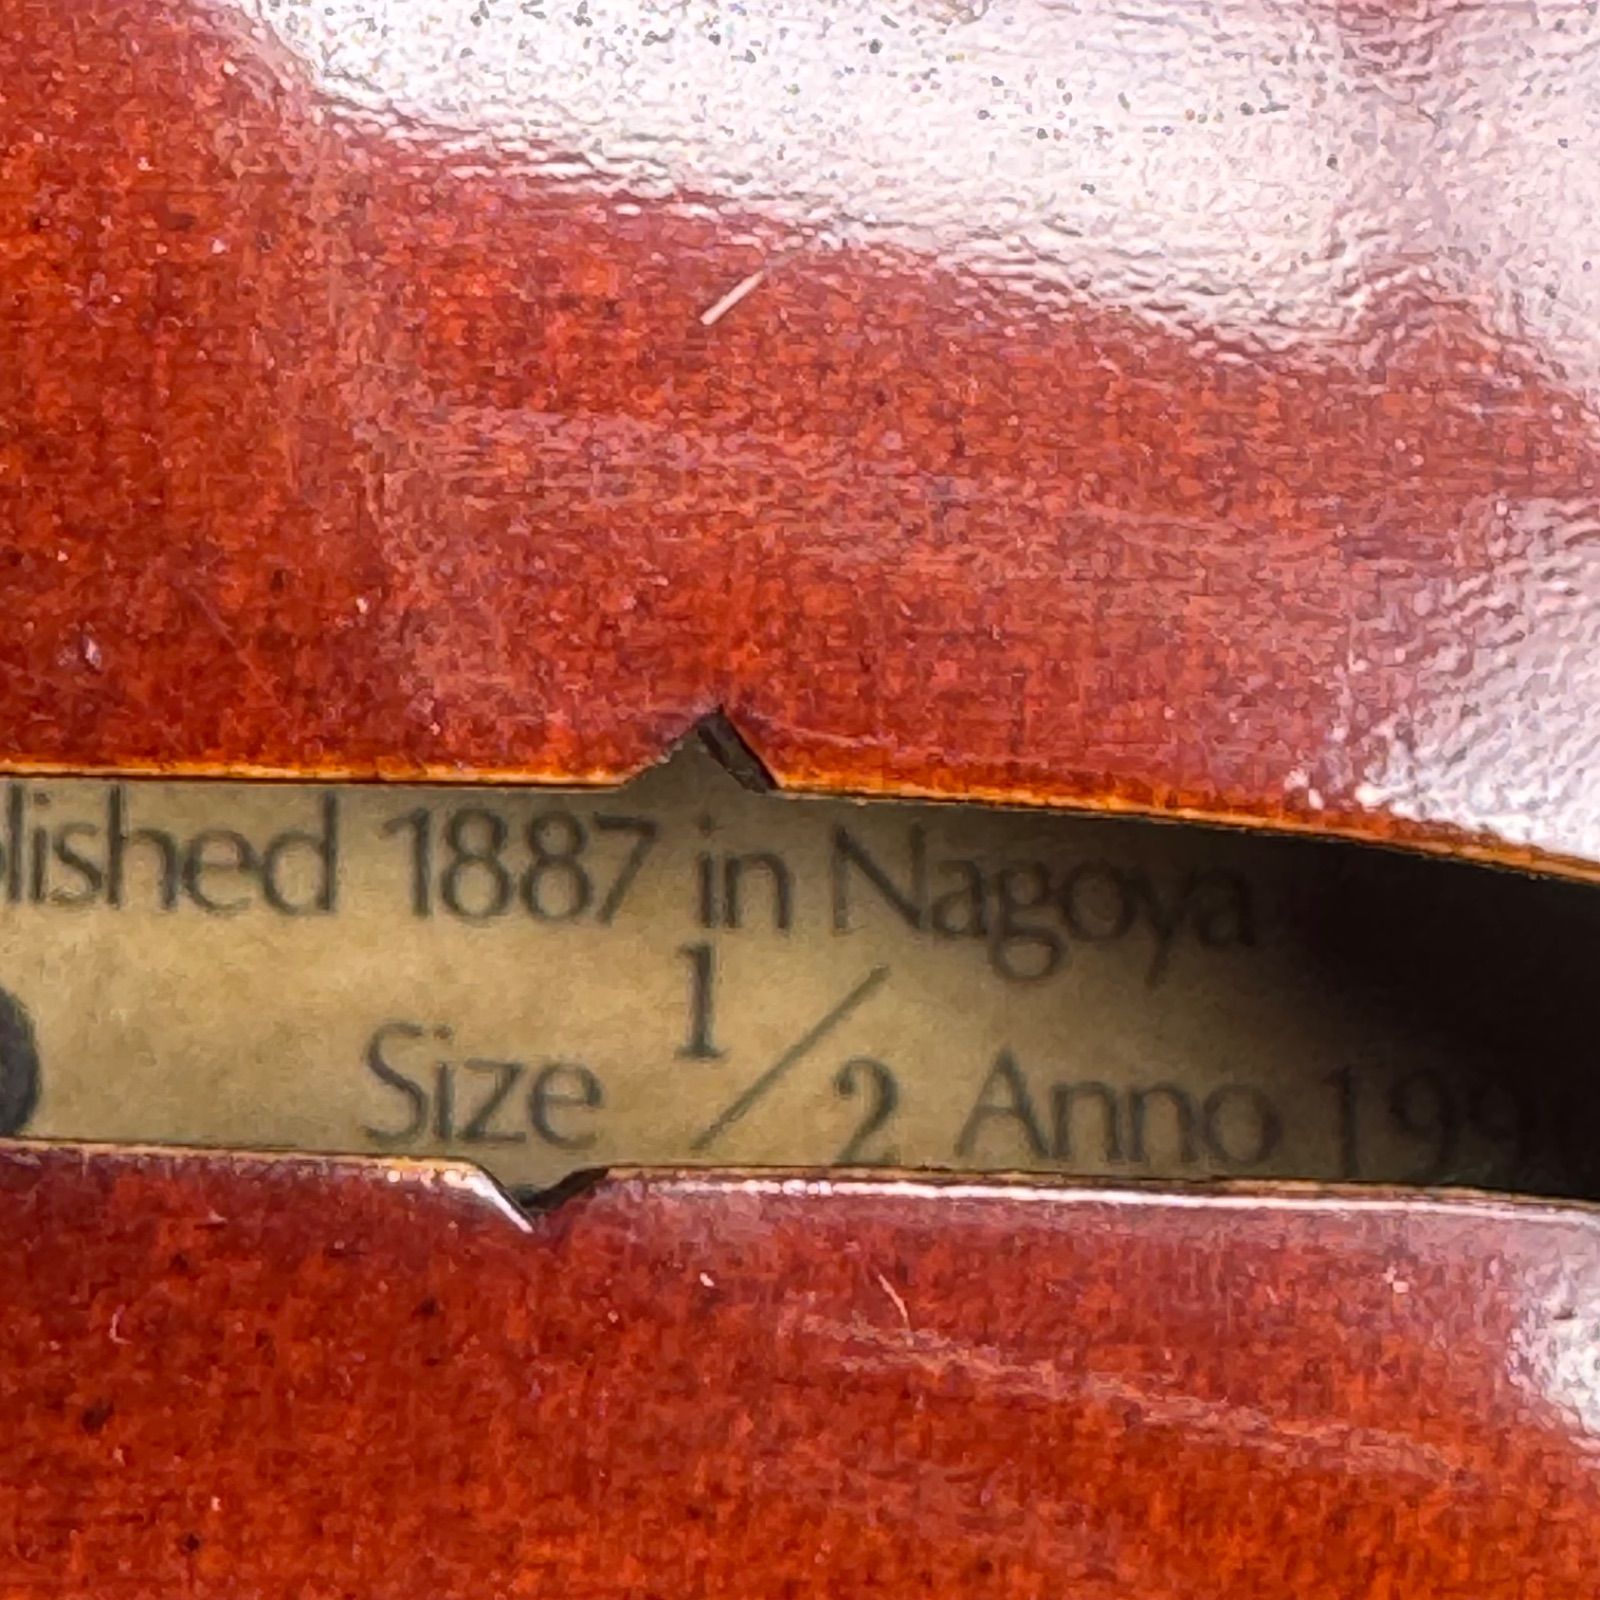 lished 1887 in Nagoya
Size 1/2 Anno